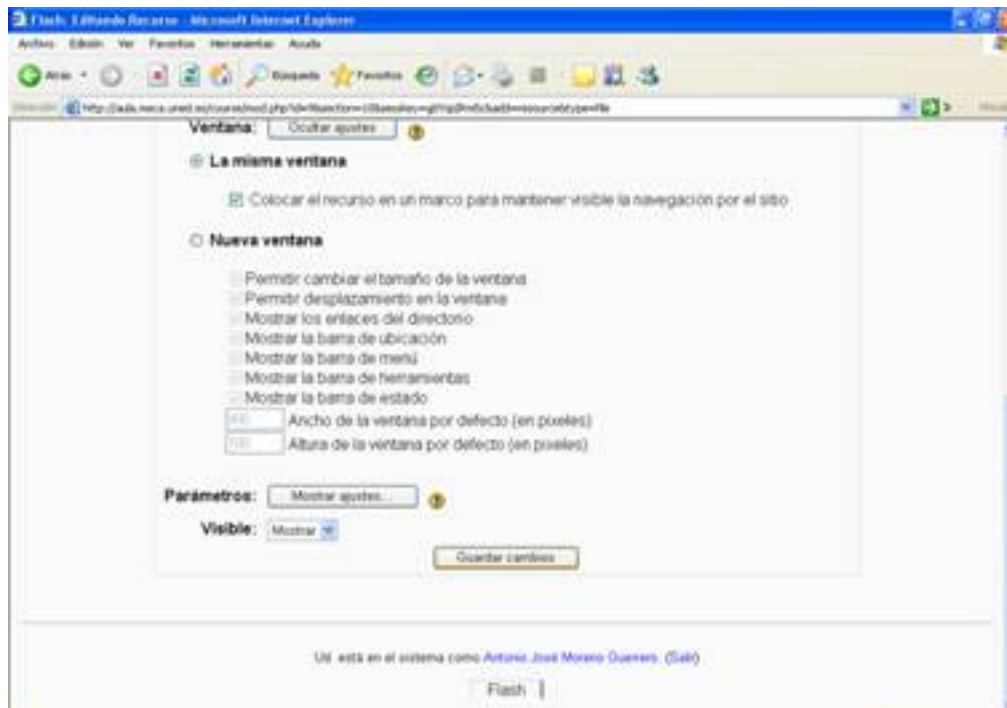 Flash: Editando Recurso - Microsoft Internet Explorer
Archivo Edición Ver Favoritos Herramientas Ayuda
Atrás Búsqueda Favoritos
Ventana: Ocultar ajustes
La misma ventana
Colocar el recurso en un marco para mantener visible la navegación por el sitio
Nueva ventana
Permitir cambiar el tamaño de la ventana
Permitir desplazamiento en la ventana
Mostrar los enlaces del directorio
Mostrar la barra de ubicación
Mostrar la barra de menú
Mostrar la barra de herramientas
Mostrar la barra de estado
Ancho de la ventana por defecto (en pixeles)
Altura de la ventana por defecto (en pixeles)
Parámetros: Mostrar ajustes...
Visible: Mostrar
Guardar cambios
Ud. está en el sistema como Antonio José Moreno Guerrero. (Salir)
Flash